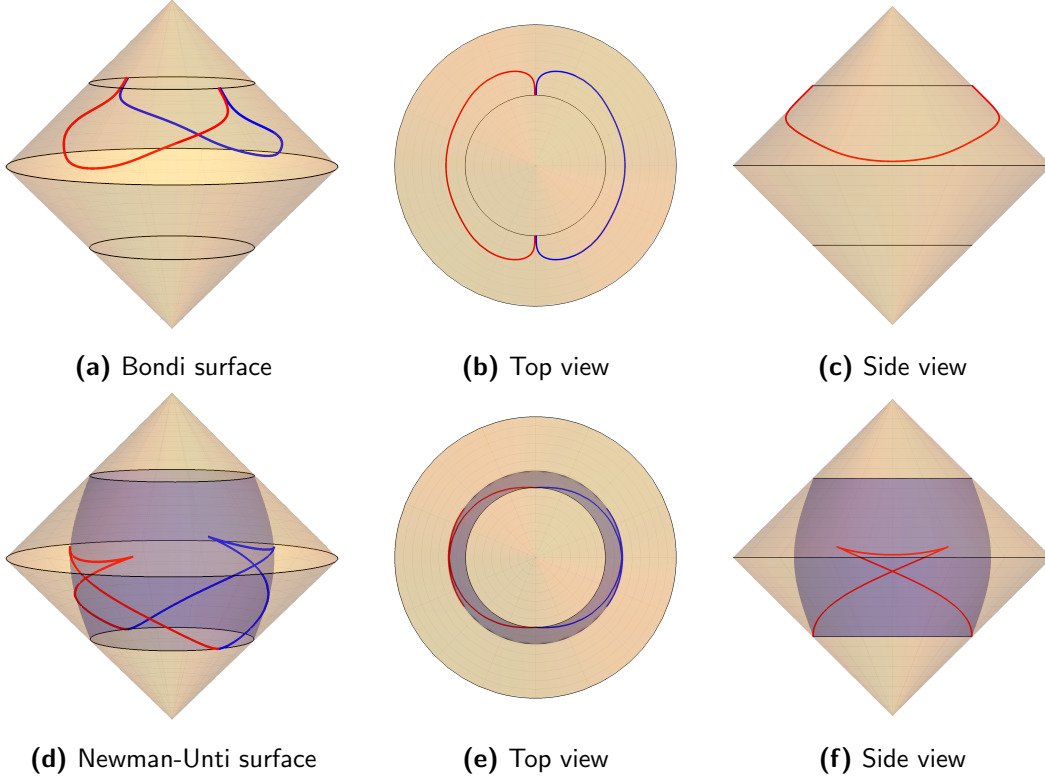 (a) Bondi surface
(b) Top view
(c) Side view
(d) Newman-Unti surface
(e) Top view
(f) Side view